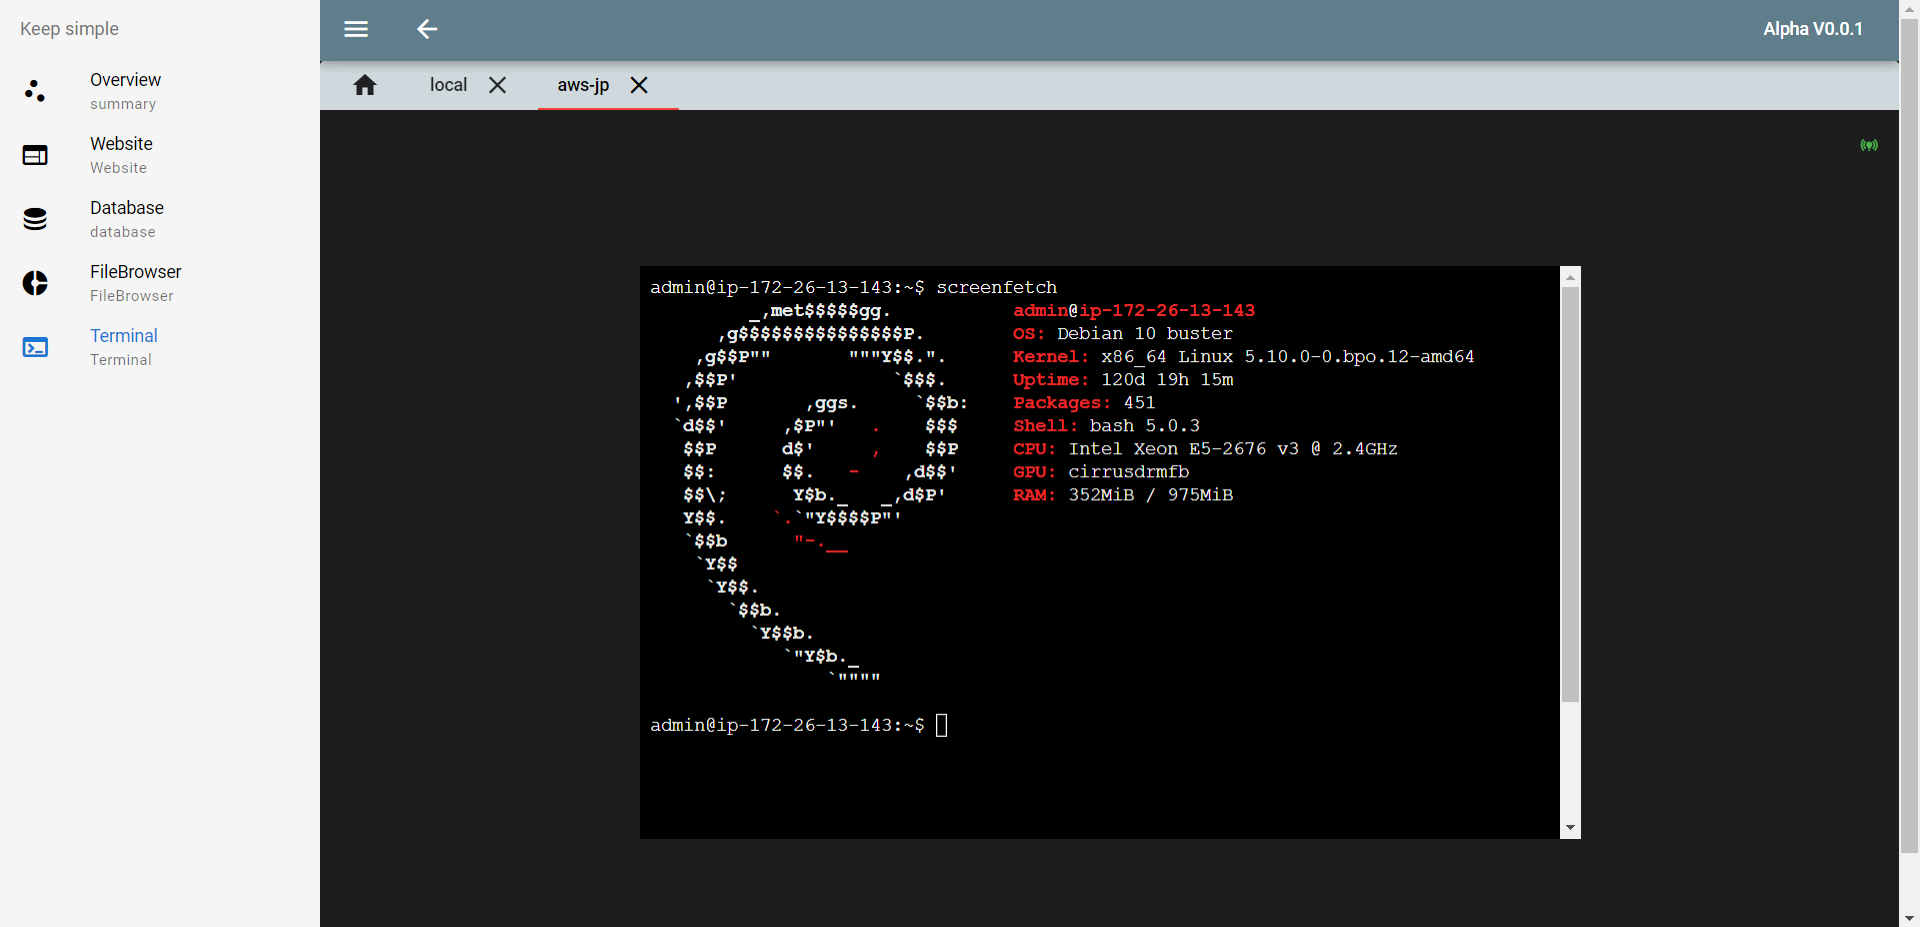 Keep simple
Overview
summary
Website
Website
Database
database
FileBrowser
FileBrowser
Terminal
Terminal
Alpha V0.0.1
local
aws-jp
admin@ip-172-26-13-143:~$ screenfetch
         _,met$$$$$gg.           admin@ip-172-26-13-143
      ,g$$$$$$$$$$$$$$$P.        OS: Debian 10 buster
    ,g$$P""       """Y$$.".      Kernel: x86_64 Linux 5.10.0-0.bpo.12-amd64
   ,$$P'              `$$$.      Uptime: 120d 19h 15m
  ',$$P       ,ggs.     `$$b:    Packages: 451
  `d$$'     ,$P"'   .    $$$     Shell: bash 5.0.3
   $$P      d$'     ,    $$P     CPU: Intel Xeon E5-2676 v3 @ 2.4GHz
   $$:      $$.   -    ,d$$'     GPU: cirrusdrmfb
   $$\;      Y$b._   _,d$P'      RAM: 352MiB / 975MiB
   Y$$.    `.`"Y$$$$P"'
   `$$b      "-.__
    `Y$$
     `Y$$.
       `$$b.
         `Y$$b.
            `"Y$b._
                `""""
admin@ip-172-26-13-143:~$